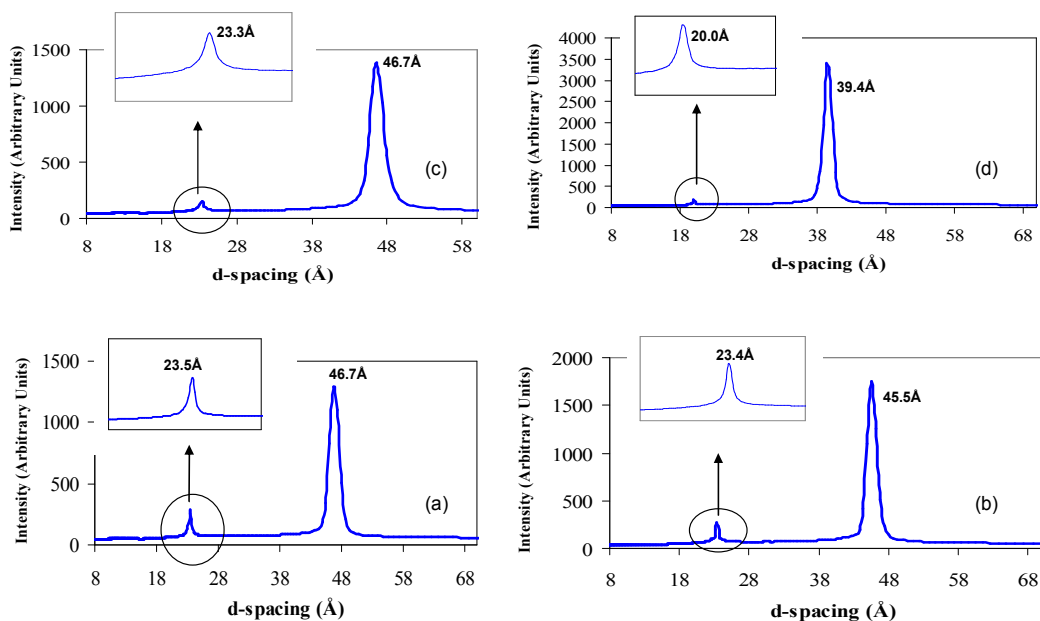 23.3Å
1500
1000
500
0
46.7Å
(c)
8 18 28 38 48 58
d-spacing (Å)
Intensity (Arbitrary Units)
20.0Å
4000
3500
3000
2500
2000
1500
1000
500
0
39.4Å
(d)
8 18 28 38 48 58 68
d-spacing (Å)
Intensity (Arbitrary Units)
23.5Å
1500
1000
500
0
46.7Å
(a)
8 18 28 38 48 58 68
d-spacing (Å)
Intensity (Arbitrary Units)
23.4Å
2000
1500
1000
500
0
45.5Å
(b)
8 18 28 38 48 58 68
d-spacing (Å)
Intensity (Arbitrary Units)